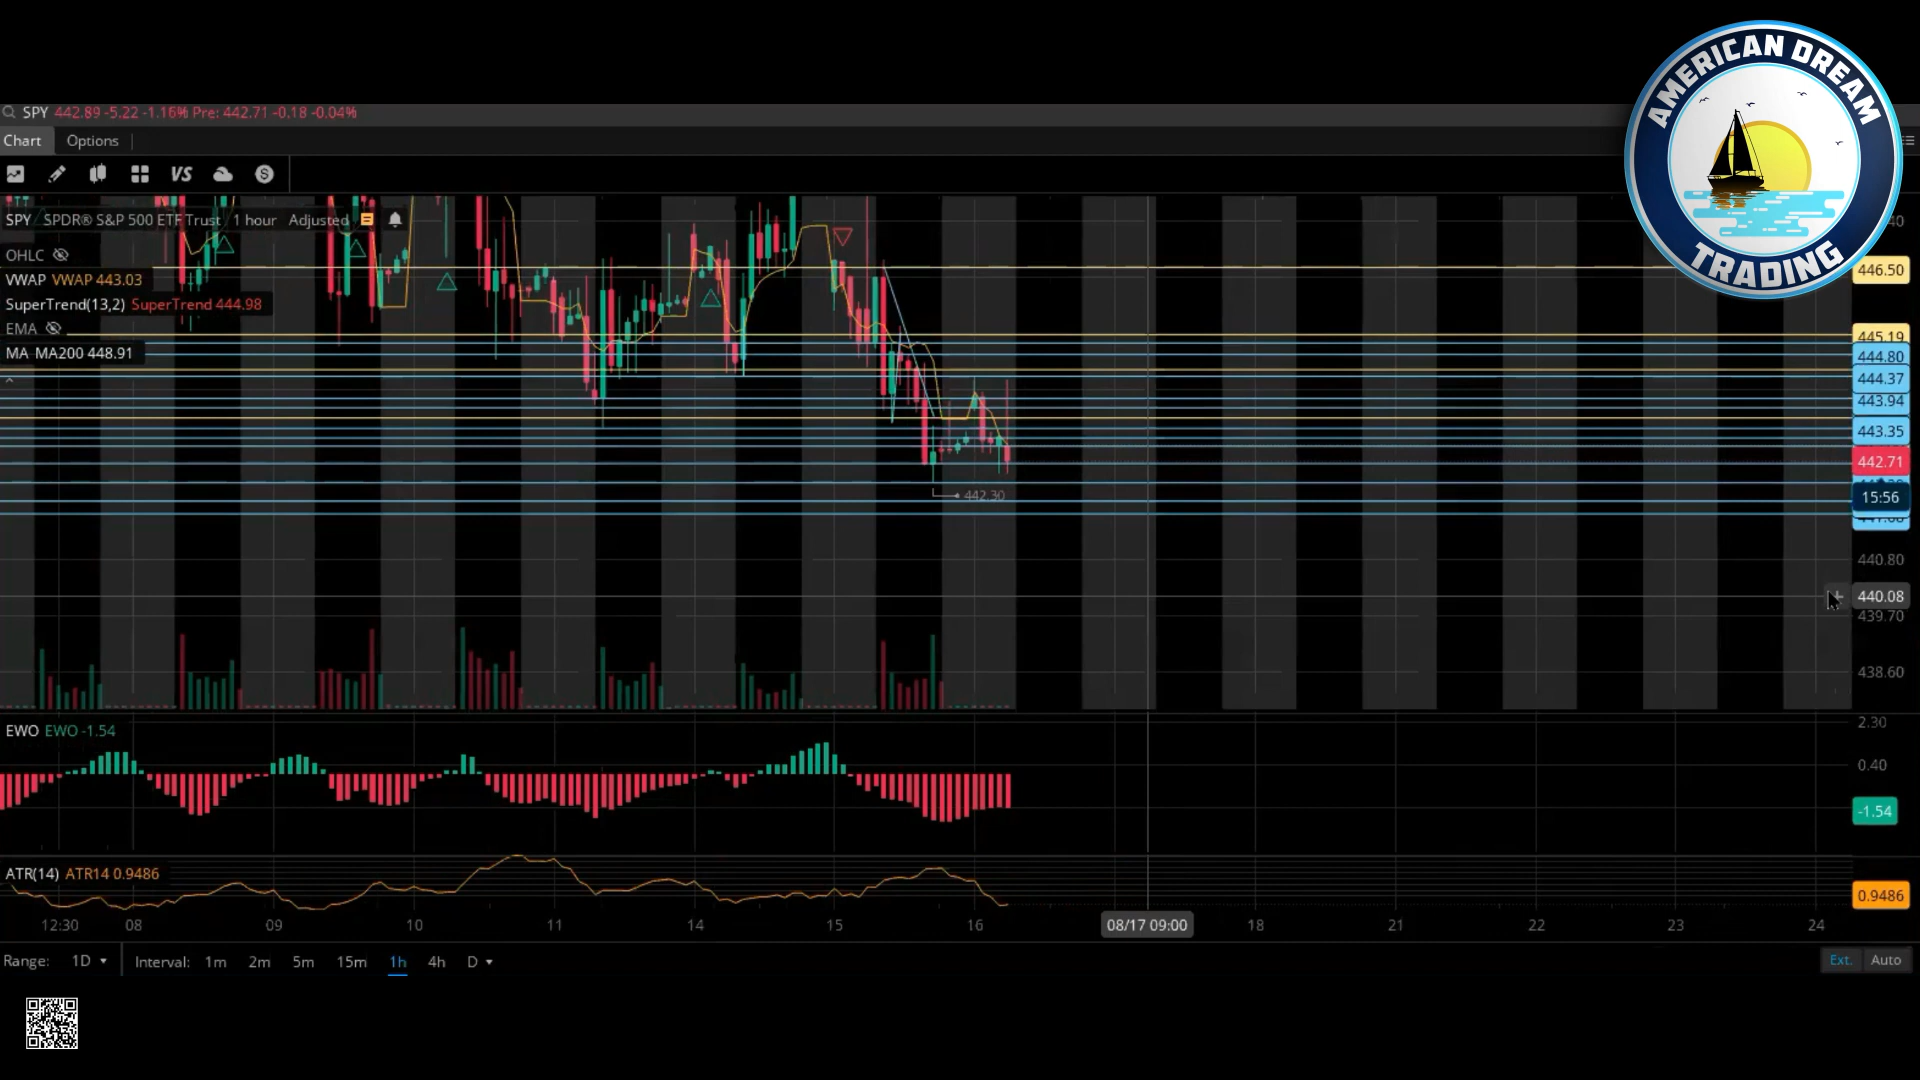 AMERICAN DREAM
TRADING
SPY 442.89 -5.22 -1.16% Pre: 442.71 -0.18 -0.04%
Chart Options
VS
SPY SPDR® S&P 500 ETF Trust 1 hour Adjusted
OHLC
VWAP VWAP 443.03
446.50
SuperTrend(13,2) SuperTrend 444.98
EMA
445.19
MA MA200 448.91
444.80
444.37
443.94
443.35
442.71
442.30
15:56
440.80
440.08
439.70
438.60
EWO EWO -1.54
2.30
0.40
-1.54
ATR(14) ATR14 0.9486
0.9486
12:30 08 09 10 11 14 15 16 08/17 09:00 18 21 22 23 24
Range: 1D Interval: 1m 2m 5m 15m 1h 4h D
Ext. Auto